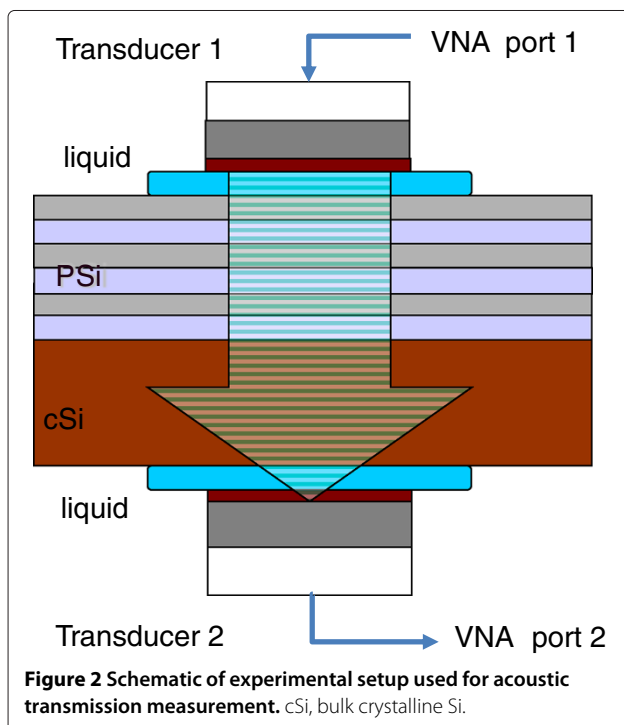 Transducer 1
VNA port 1
liquid
PSi
cSi
liquid
Transducer 2
VNA port 2
Figure 2 Schematic of experimental setup used for acoustic
transmission measurement. cSi, bulk crystalline Si.